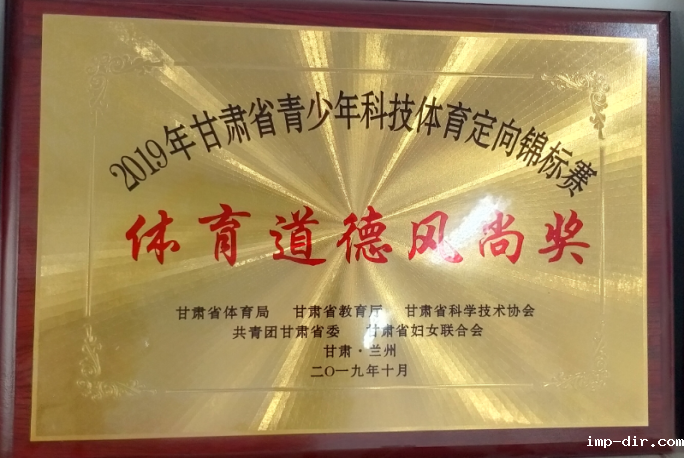 2019年甘肃省青少年科技体育定向锦标赛
体育道德风尚奖
甘肃省体育局 甘肃省教育厅 甘肃省科学技术协会
共青团甘肃省委 甘肃省妇女联合会
甘肃·兰州
二〇一九年十月
imp-dir.com